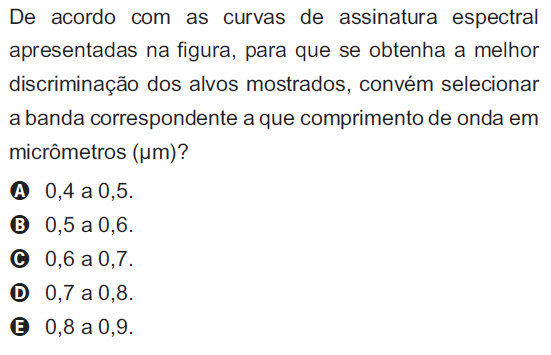 De acordo com as curvas de assinatura espectral
apresentadas na figura, para que se obtenha a melhor
discriminação dos alvos mostrados, convém selecionar
a banda correspondente a que comprimento de onda em
micrômetros (µm)?
A 0,4 a 0,5.
B 0,5 a 0,6.
C 0,6 a 0,7.
D 0,7 a 0,8.
E 0,8 a 0,9.